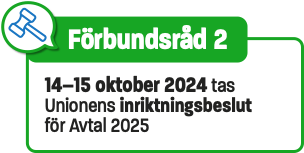 Förbundsråd 2
14–15 oktober 2024 tas
Unionens inriktningsbeslut
för Avtal 2025